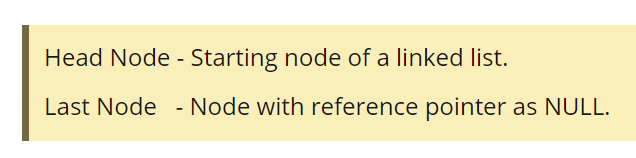 Head Node - Starting node of a linked list.
Last Node - Node with reference pointer as NULL.